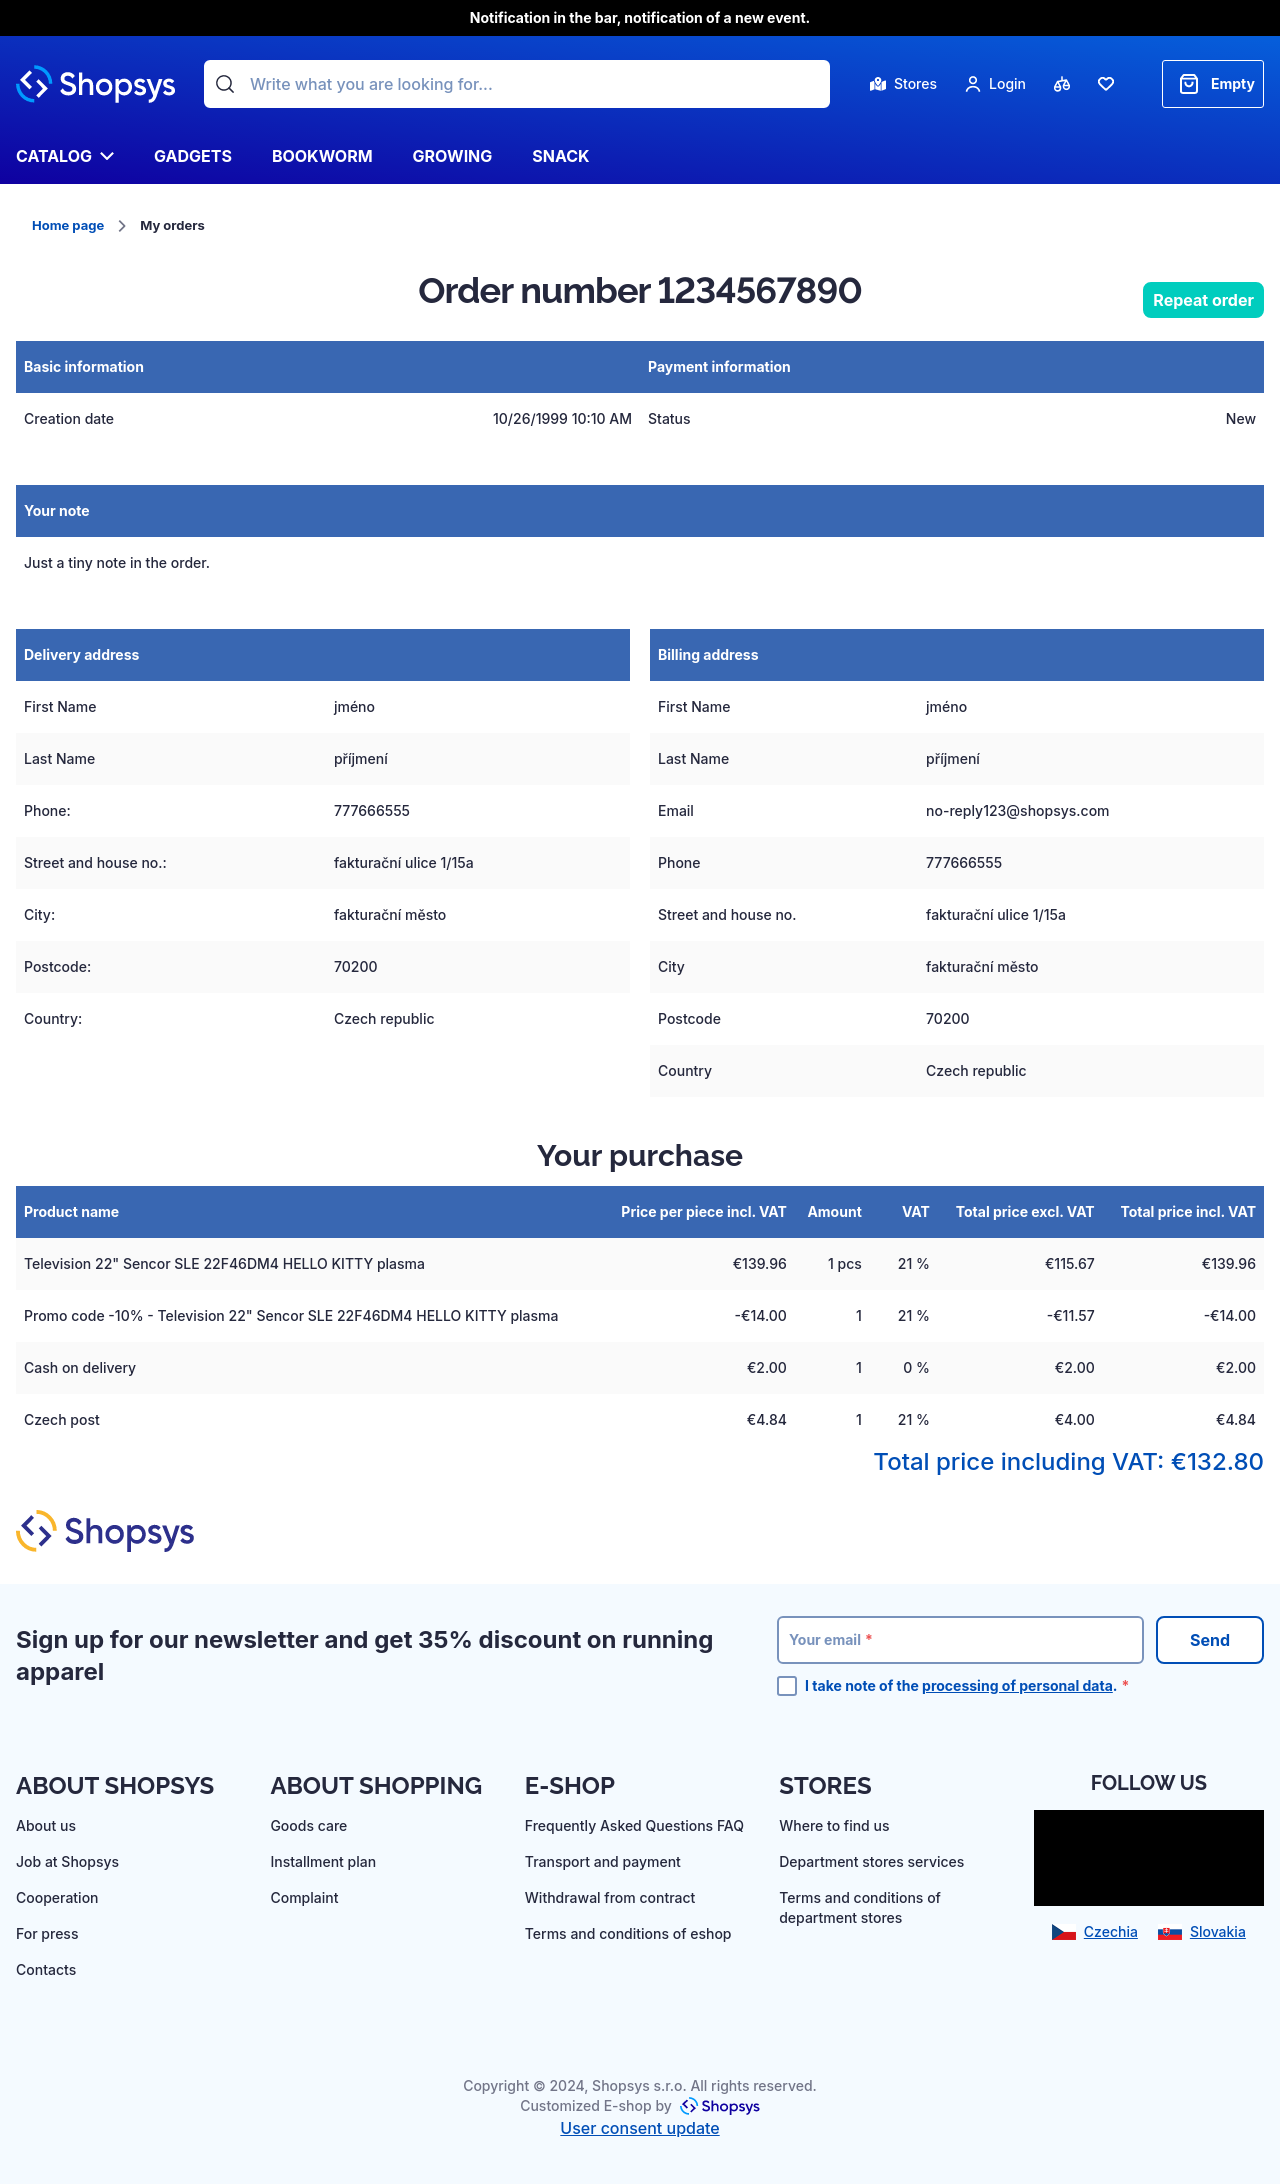 Notification in the bar, notification of a new event.
Shopsys
Write what you are looking for...
Stores
Login
Empty
CATALOG
GADGETS
BOOKWORM
GROWING
SNACK
Home page
My orders
Order number 1234567890
Repeat order
Basic information
Payment information
Creation date
10/26/1999 10:10 AM
Status
New
Your note
Just a tiny note in the order.
Delivery address
First Name
jméno
Last Name
příjmení
Phone:
777666555
Street and house no.:
fakturační ulice 1/15a
City:
fakturační město
Postcode:
70200
Country:
Czech republic
Billing address
First Name
jméno
Last Name
příjmení
Email
no-reply123@shopsys.com
Phone
777666555
Street and house no.
fakturační ulice 1/15a
City
fakturační město
Postcode
70200
Country
Czech republic
Your purchase
Product name Price per piece incl. VAT Amount VAT Total price excl. VAT Total price incl. VAT
Television 22" Sencor SLE 22F46DM4 HELLO KITTY plasma €139.96 1 pcs 21 % €115.67 €139.96
Promo code -10% - Television 22" Sencor SLE 22F46DM4 HELLO KITTY plasma -€14.00 1 21 % -€11.57 -€14.00
Cash on delivery €2.00 1 0 % €2.00 €2.00
Czech post €4.84 1 21 % €4.00 €4.84
Total price including VAT: €132.80
Shopsys
Sign up for our newsletter and get 35% discount on running
apparel
Your email *
Send
I take note of the processing of personal data. *
ABOUT SHOPSYS
About us
Job at Shopsys
Cooperation
For press
Contacts
ABOUT SHOPPING
Goods care
Installment plan
Complaint
E-SHOP
Frequently Asked Questions FAQ
Transport and payment
Withdrawal from contract
Terms and conditions of eshop
STORES
Where to find us
Department stores services
Terms and conditions of
department stores
FOLLOW US
Czechia
Slovakia
Copyright © 2024, Shopsys s.r.o. All rights reserved.
Customized E-shop by Shopsys
User consent update